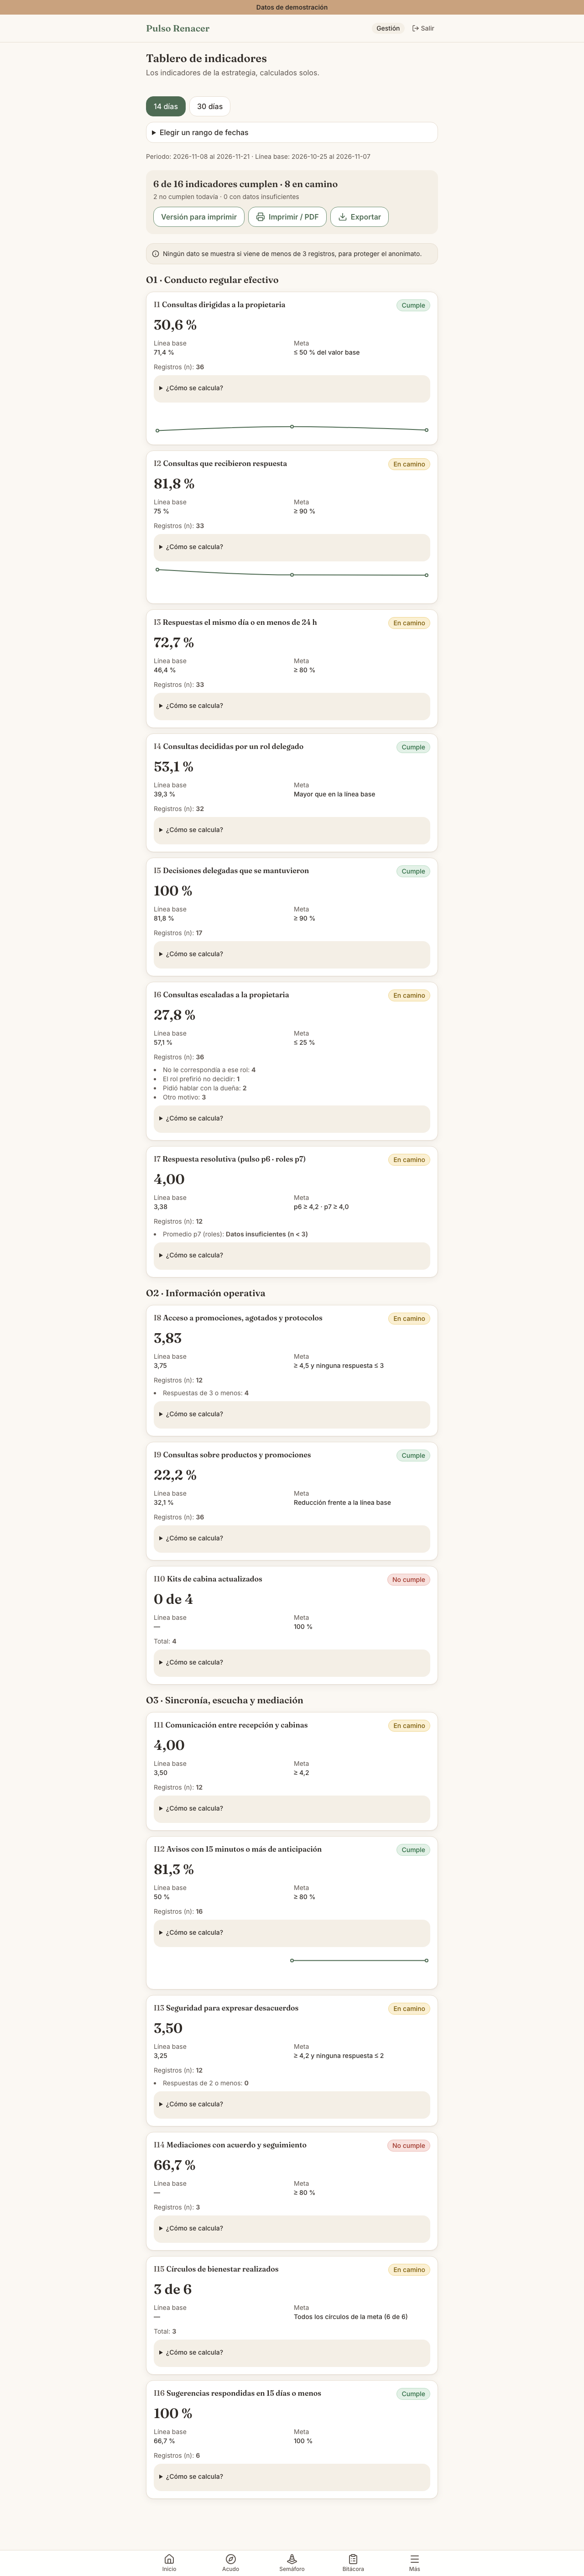 Datos de demostración
Pulso Renacer
Gestión
Salir
Tablero de indicadores
Los indicadores de la estrategia, calculados solos.
14 días
30 días
Elegir un rango de fechas
Periodo: 2026-11-08 al 2026-11-21 · Línea base: 2026-10-25 al 2026-11-07
6 de 16 indicadores cumplen · 8 en camino
2 no cumplen todavía · 0 con datos insuficientes
Versión para imprimir
Imprimir / PDF
Exportar
Ningún dato se muestra si viene de menos de 3 registros, para proteger el anonimato.
O1 · Conducto regular efectivo
I1 Consultas dirigidas a la propietaria
Cumple
30,6 %
Línea base
Meta
71,4 %
≤ 50 % del valor base
Registros (n): 36
¿Cómo se calcula?
I2 Consultas que recibieron respuesta
En camino
81,8 %
Línea base
Meta
75 %
≥ 90 %
Registros (n): 33
¿Cómo se calcula?
I3 Respuestas el mismo día o en menos de 24 h
En camino
72,7 %
Línea base
Meta
46,4 %
≥ 80 %
Registros (n): 33
¿Cómo se calcula?
I4 Consultas decididas por un rol delegado
Cumple
53,1 %
Línea base
Meta
39,3 %
Mayor que en la línea base
Registros (n): 32
¿Cómo se calcula?
I5 Decisiones delegadas que se mantuvieron
Cumple
100 %
Línea base
Meta
81,8 %
≥ 90 %
Registros (n): 17
¿Cómo se calcula?
I6 Consultas escaladas a la propietaria
En camino
27,8 %
Línea base
Meta
57,1 %
≤ 25 %
Registros (n): 36
No le correspondía a ese rol: 4
El rol prefirió no decidir: 1
Pidió hablar con la dueña: 2
Otro motivo: 3
¿Cómo se calcula?
I7 Respuesta resolutiva (pulso p6 · roles p7)
En camino
4,00
Línea base
Meta
3,38
p6 ≥ 4,2 · p7 ≥ 4,0
Registros (n): 12
Promedio p7 (roles): Datos insuficientes (n < 3)
¿Cómo se calcula?
O2 · Información operativa
I8 Acceso a promociones, agotados y protocolos
En camino
3,83
Línea base
Meta
3,75
≥ 4,5 y ninguna respuesta ≤ 3
Registros (n): 12
Respuestas de 3 o menos: 4
¿Cómo se calcula?
I9 Consultas sobre productos y promociones
Cumple
22,2 %
Línea base
Meta
32,1 %
Reducción frente a la línea base
Registros (n): 36
¿Cómo se calcula?
I10 Kits de cabina actualizados
No cumple
0 de 4
Línea base
Meta
—
100 %
Total: 4
¿Cómo se calcula?
O3 · Sincronía, escucha y mediación
I11 Comunicación entre recepción y cabinas
En camino
4,00
Línea base
Meta
3,50
≥ 4,2
Registros (n): 12
¿Cómo se calcula?
I12 Avisos con 15 minutos o más de anticipación
Cumple
81,3 %
Línea base
Meta
50 %
≥ 80 %
Registros (n): 16
¿Cómo se calcula?
I13 Seguridad para expresar desacuerdos
En camino
3,50
Línea base
Meta
3,25
≥ 4,2 y ninguna respuesta ≤ 2
Registros (n): 12
Respuestas de 2 o menos: 0
¿Cómo se calcula?
I14 Mediaciones con acuerdo y seguimiento
No cumple
66,7 %
Línea base
Meta
—
≥ 80 %
Registros (n): 3
¿Cómo se calcula?
I15 Círculos de bienestar realizados
En camino
3 de 6
Línea base
Meta
—
Todos los círculos de la meta (6 de 6)
Total: 3
¿Cómo se calcula?
I16 Sugerencias respondidas en 15 días o menos
Cumple
100 %
Línea base
Meta
66,7 %
100 %
Registros (n): 6
¿Cómo se calcula?
Inicio
Acudo
Semáforo
Bitácora
Más